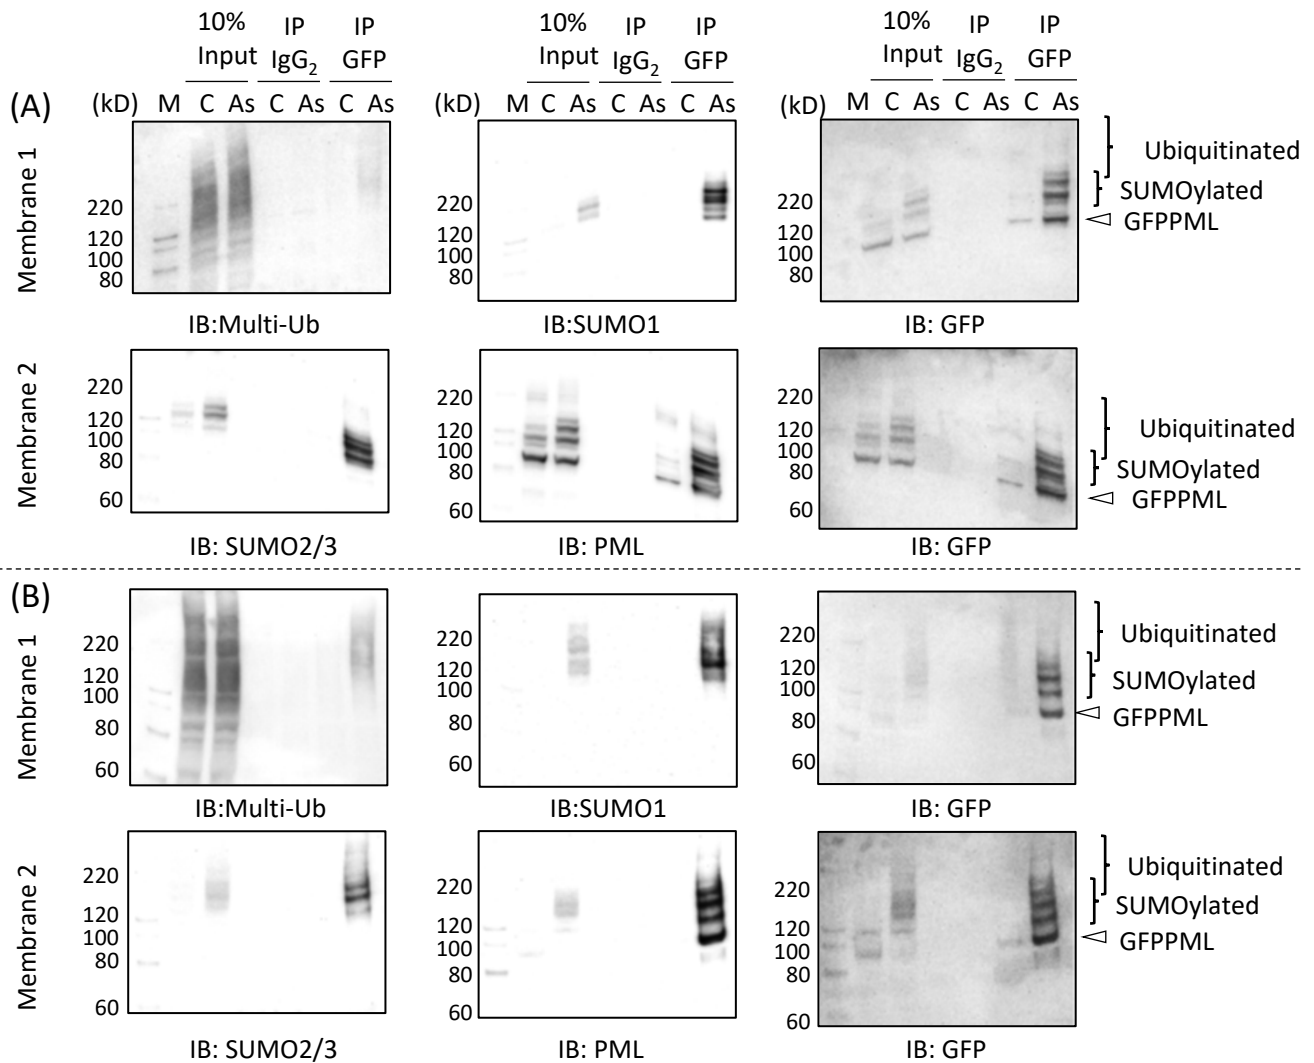 10% Input IP IgG₂ IP GFP 10% Input IP IgG₂ IP GFP 10% Input IP IgG₂ IP GFP
(A) (kD) M C As C As C As (kD) M C As C As C As (kD) M C As C As C As
Membrane 1
220
120
100
80
IB:Multi-Ub
220
120
100
80
IB:SUMO1
220
120
100
80
IB: GFP
Ubiquitinated
SUMOylated
GFPPML
Membrane 2
220
120
100
80
60
IB: SUMO2/3
220
120
100
80
60
IB: PML
220
120
100
80
60
IB: GFP
Ubiquitinated
SUMOylated
GFPPML
(B)
Membrane 1
220
120
100
80
60
IB:Multi-Ub
220
120
100
80
60
IB:SUMO1
220
120
100
80
60
IB: GFP
Ubiquitinated
SUMOylated
GFPPML
Membrane 2
220
120
100
80
60
IB: SUMO2/3
220
120
100
80
60
IB: PML
220
120
100
80
60
IB: GFP
Ubiquitinated
SUMOylated
GFPPML